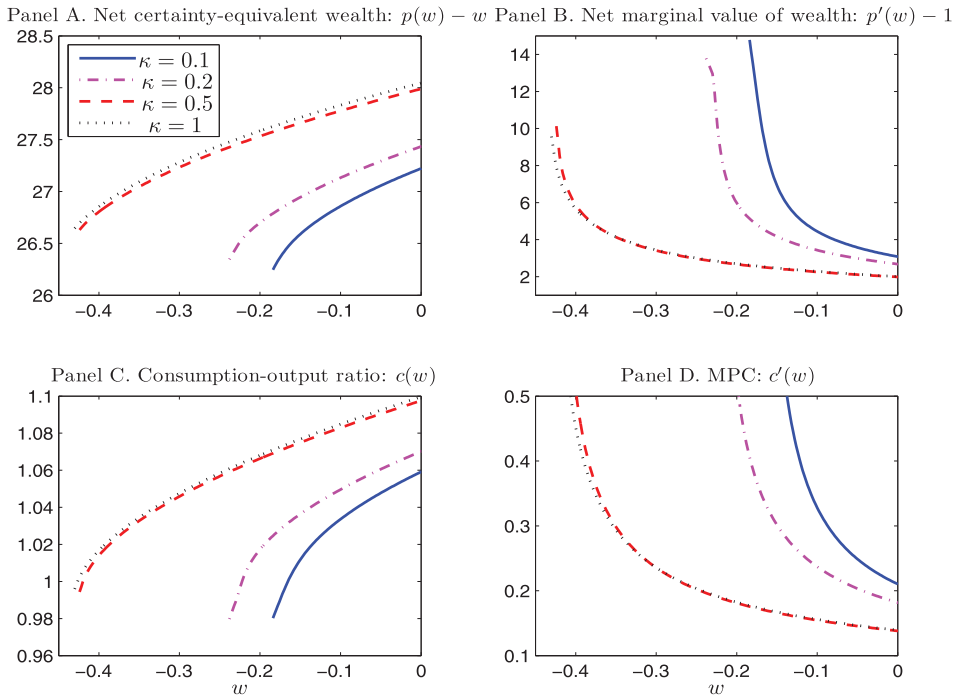 Panel A. Net certainty-equivalent wealth: p(w) − w
28.5
28
27.5
27
26.5
26
κ = 0.1
κ = 0.2
κ = 0.5
κ = 1
−0.4 −0.3 −0.2 −0.1 0
Panel B. Net marginal value of wealth: p′(w) − 1
14
12
10
8
6
4
2
−0.4 −0.3 −0.2 −0.1 0
Panel C. Consumption-output ratio: c(w)
1.1
1.08
1.06
1.04
1.02
1
0.98
0.96
−0.4 −0.3 −0.2 −0.1 0
w
Panel D. MPC: c′(w)
0.5
0.4
0.3
0.2
0.1
−0.4 −0.3 −0.2 −0.1 0
w